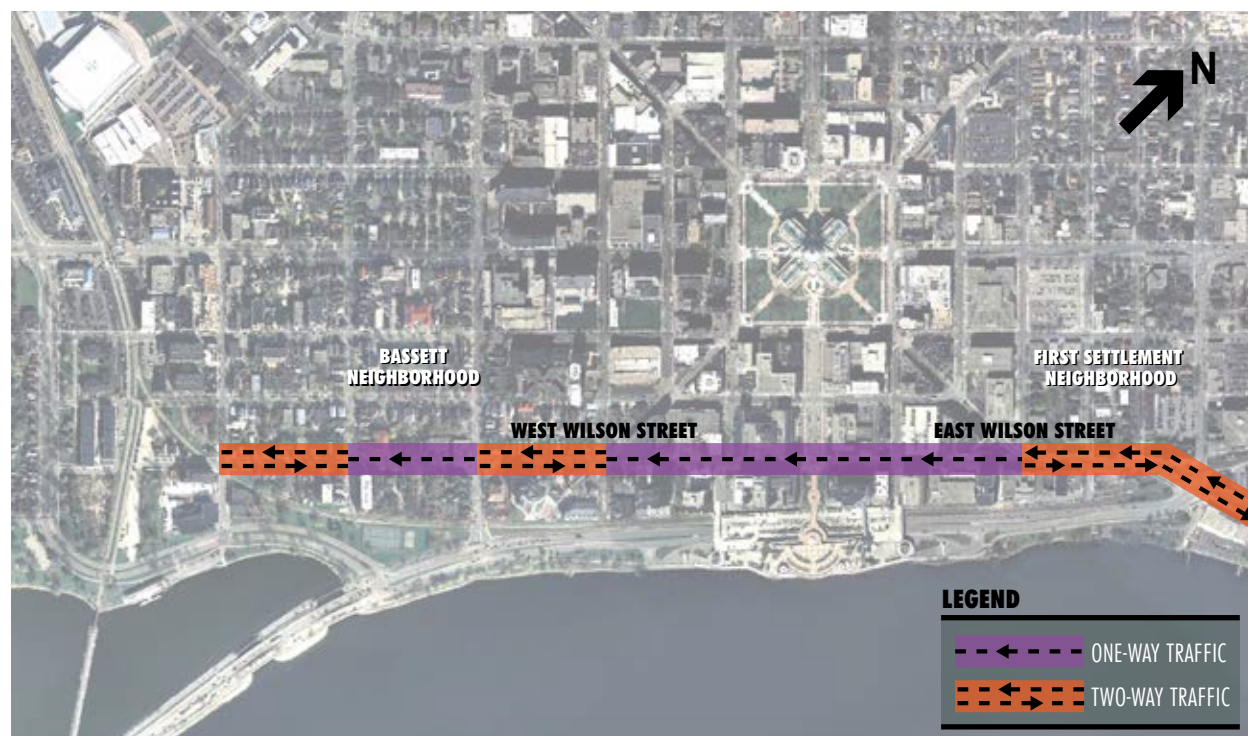 N
BASSETT
NEIGHBORHOOD
FIRST SETTLEMENT
NEIGHBORHOOD
WEST WILSON STREET
EAST WILSON STREET
LEGEND
ONE-WAY TRAFFIC
TWO-WAY TRAFFIC